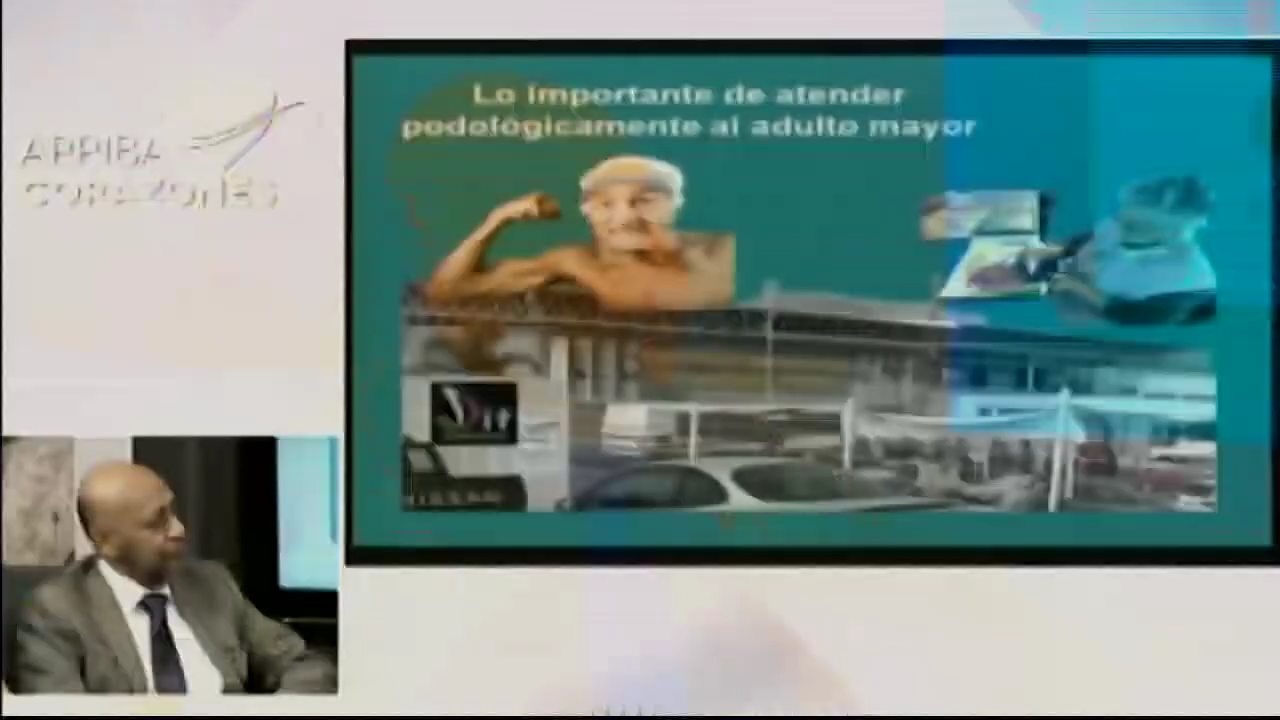 ARRIBA
CORAZONES
Lo importante de atender
podológicamente al adulto mayor